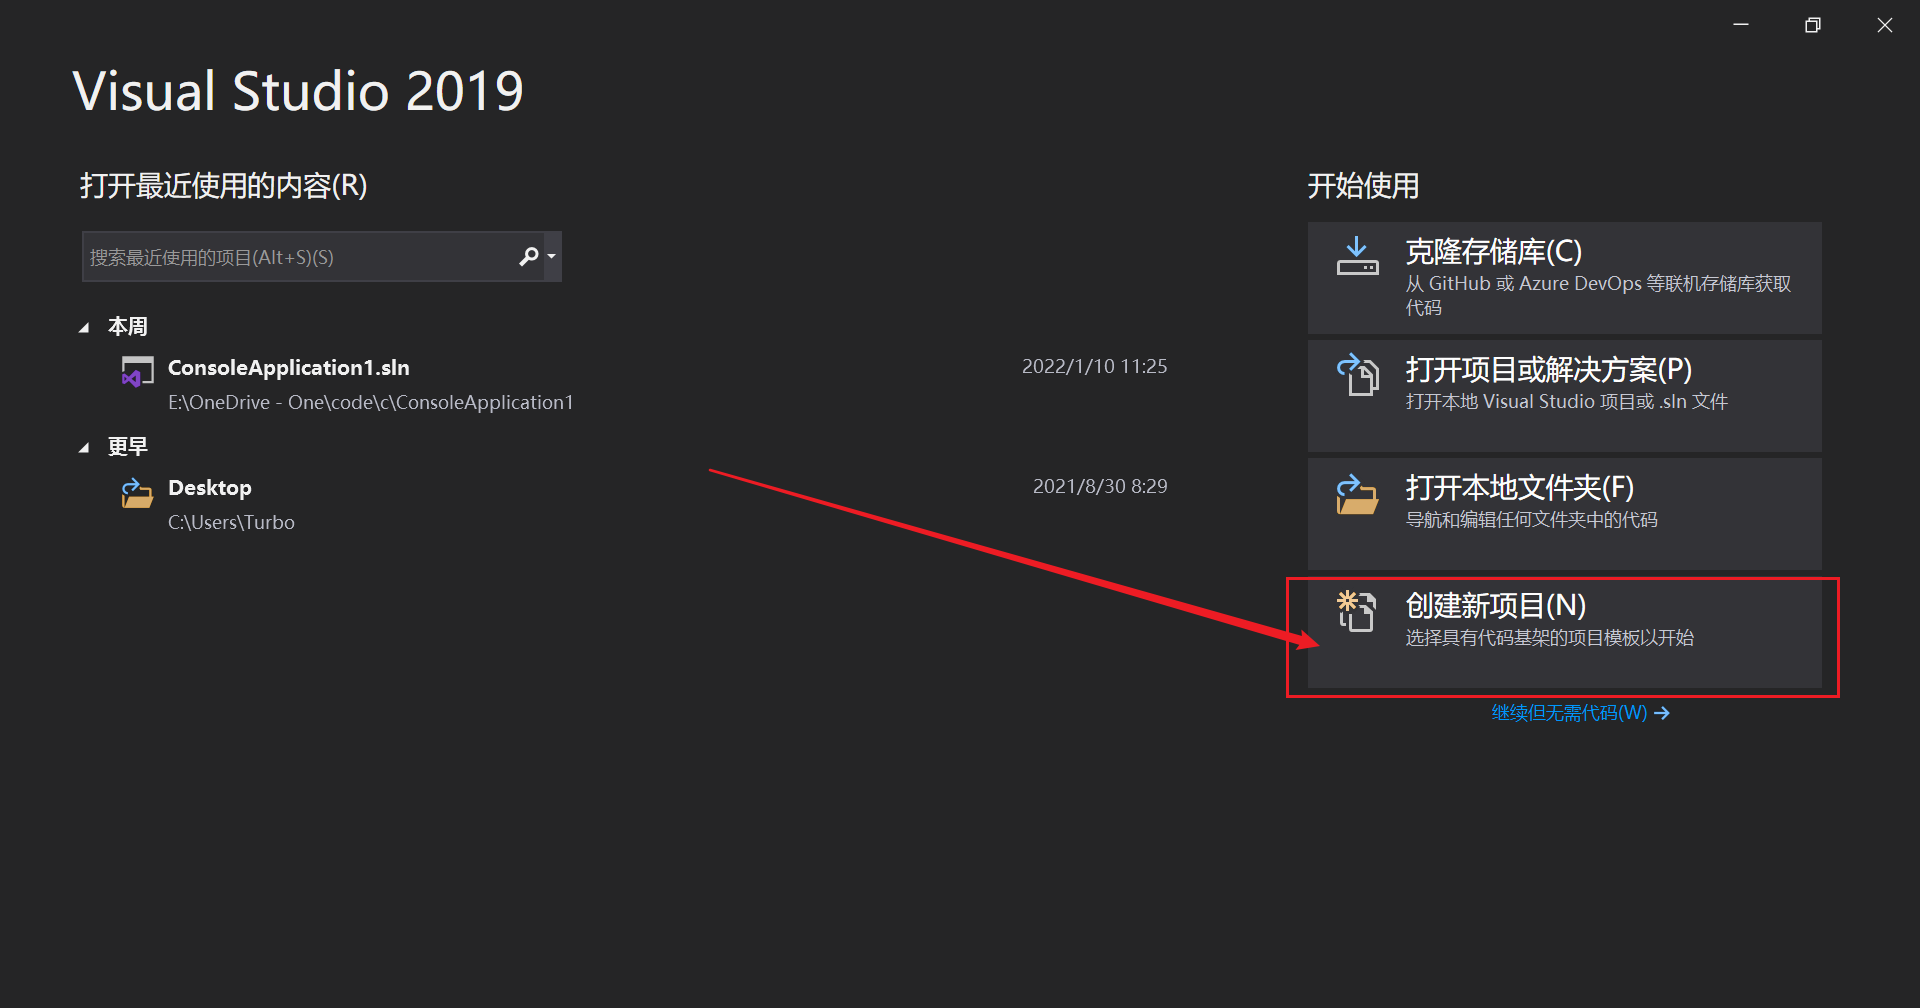 Visual Studio 2019
打开最近使用的内容(R)
搜索最近使用的项目(Alt+S)(S)
本周
ConsoleApplication1.sln
2022/1/10 11:25
E:\OneDrive - One\code\c\ConsoleApplication1
更早
Desktop
2021/8/30 8:29
C:\Users\Turbo
开始使用
克隆存储库(C)
从 GitHub 或 Azure DevOps 等联机存储库获取
代码
打开项目或解决方案(P)
打开本地 Visual Studio 项目或 .sln 文件
打开本地文件夹(F)
导航和编辑任何文件夹中的代码
创建新项目(N)
选择具有代码基架的项目模板以开始
继续但无需代码(W)